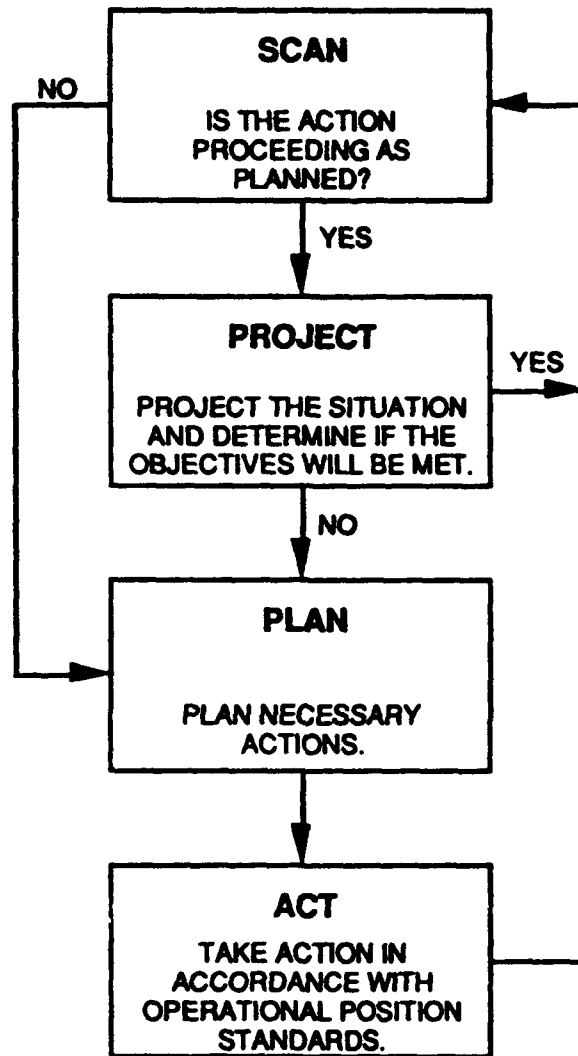 SCAN
NO
IS THE ACTION
PROCEEDING AS
PLANNED?
YES
PROJECT
YES
PROJECT THE SITUATION
AND DETERMINE IF THE
OBJECTIVES WILL BE MET.
NO
PLAN
PLAN NECESSARY
ACTIONS.
ACT
TAKE ACTION IN
ACCORDANCE WITH
OPERATIONAL POSITION
STANDARDS.